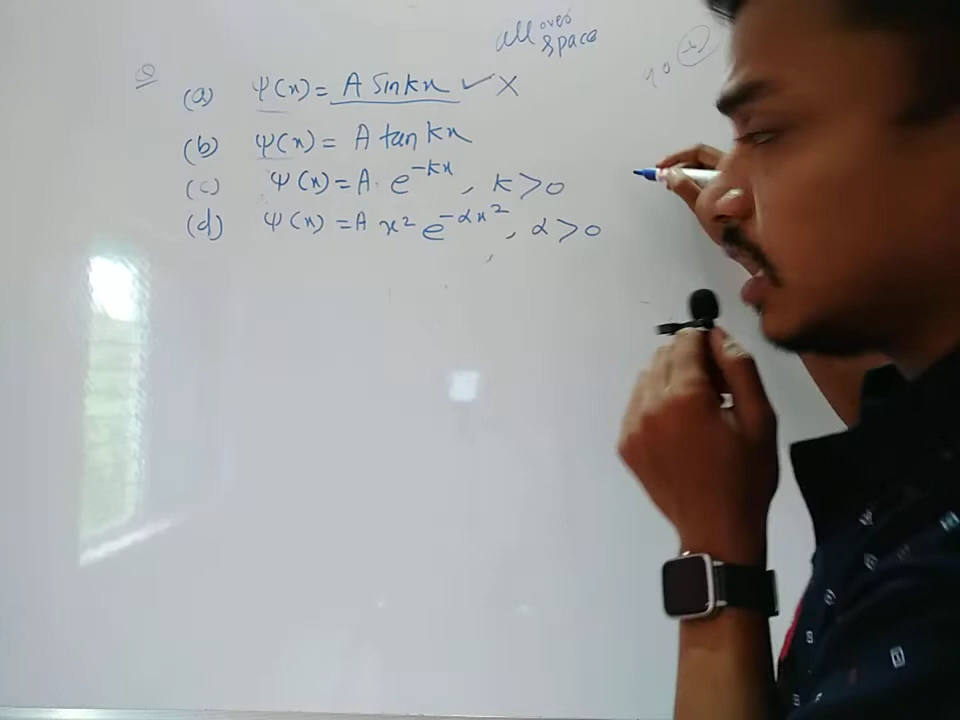 all over
space
Q
(a) Ψ(x) = A Sinkx ✓ ✗
(b) Ψ(x) = A tan kx
(c) Ψ(x) = A · e^{-kx}, k>0
(d) Ψ(x) = A x² e^{-αx²}, α>0